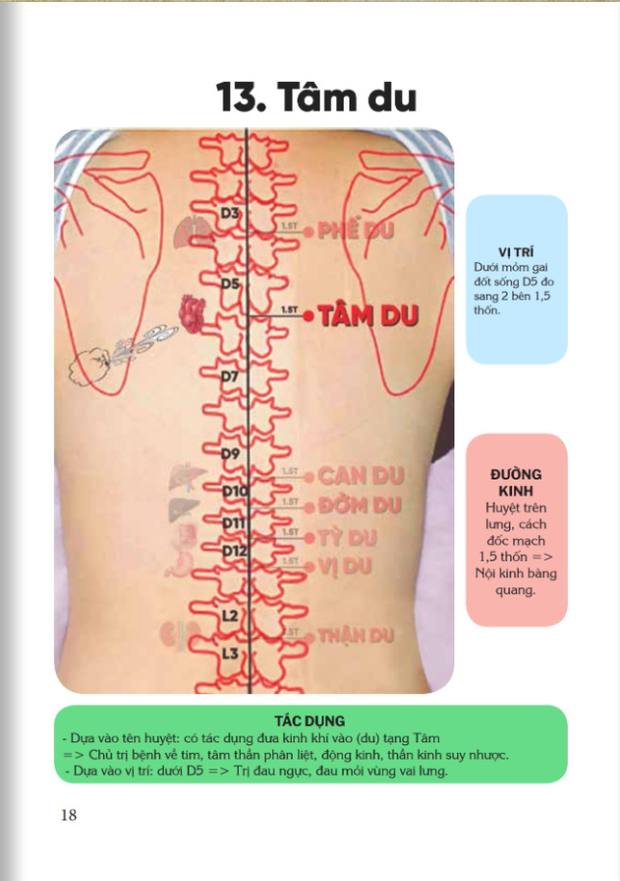 13. Tâm du
D3
1.5T
PHẾ DU
D5
1.5T
TÂM DU
D7
D9
1.5T
CAN DU
D10
1.5T
ĐỞM DU
D11
1.5T
TỲ DU
D12
1.5T
VỊ DU
L2
1.5T
THẬN DU
L3
VỊ TRÍ
Dưới mỏm gai
đốt sống D5 đo
sang 2 bên 1,5
thốn.
ĐƯỜNG
KINH
Huyệt trên
lưng, cách
đốc mạch
1,5 thốn =>
Nội kinh bàng
quang.
TÁC DỤNG
- Dựa vào tên huyệt: có tác dụng đưa kinh khí vào (du) tạng Tâm
=> Chủ trị bệnh về tim, tâm thần phân liệt, động kinh, thần kinh suy nhược.
- Dựa vào vị trí: dưới D5 => Trị đau ngực, đau mỏi vùng vai lưng.
18